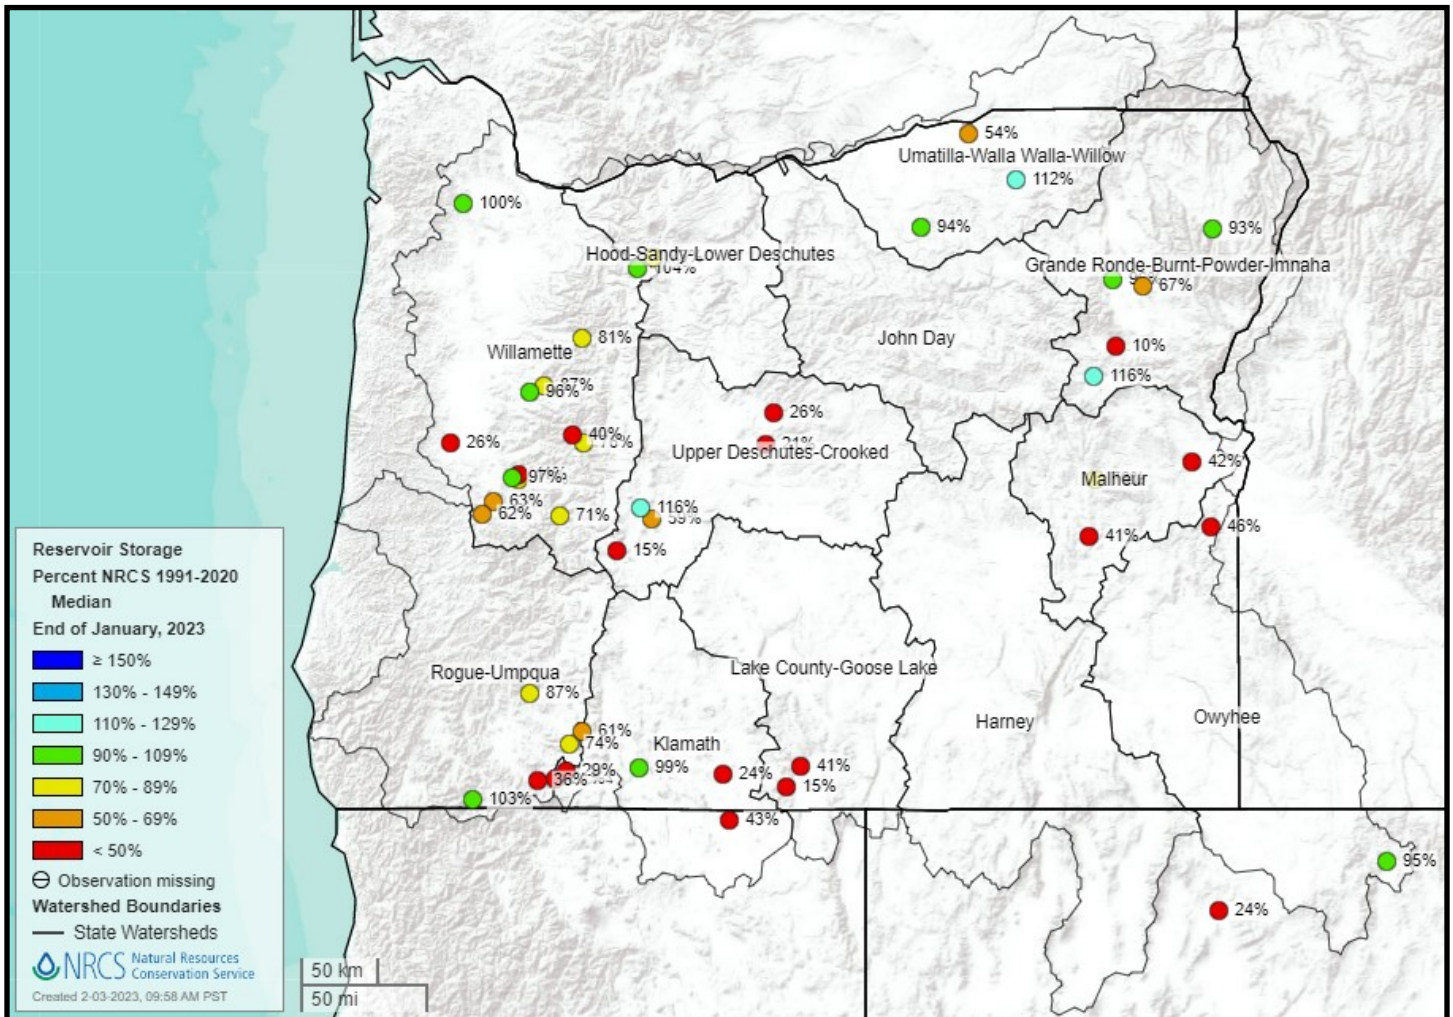 54%
Umatilla-Walla Walla-Willow
112%
100%
94%
93%
Hood-Sandy-Lower Deschutes
104%
Grande Ronde-Burnt-Powder-Imnaha
67%
81%
John Day
10%
Willamette
116%
87%
96%
26%
40%
26%
21%
Upper Deschutes-Crooked
42%
97%
Malheur
63%
62%
71%
116%
59%
46%
41%
15%
Reservoir Storage
Percent NRCS 1991-2020
Median
End of January, 2023
≥ 150%
130% - 149%
110% - 129%
90% - 109%
70% - 89%
50% - 69%
< 50%
Observation missing
Watershed Boundaries
State Watersheds
NRCS Natural Resources
Conservation Service
Created 2-03-2023, 09:58 AM PST
50 km
50 mi
Rogue-Umpqua
87%
Lake County-Goose Lake
Harney
Owyhee
61%
74%
Klamath
99%
29%
36%
24%
41%
15%
103%
43%
95%
24%